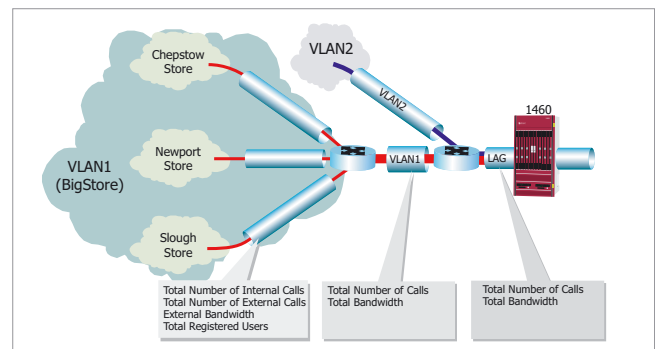 Chepstow
Store
VLAN2
VLAN2
1460
Newport
Store
VLAN1
(BigStore)
VLAN1
LAG
Slough
Store
Total Number of Internal Calls
Total Number of External Calls
External Bandwidth
Total Registered Users
Total Number of Calls
Total Bandwidth
Total Number of Calls
Total Bandwidth